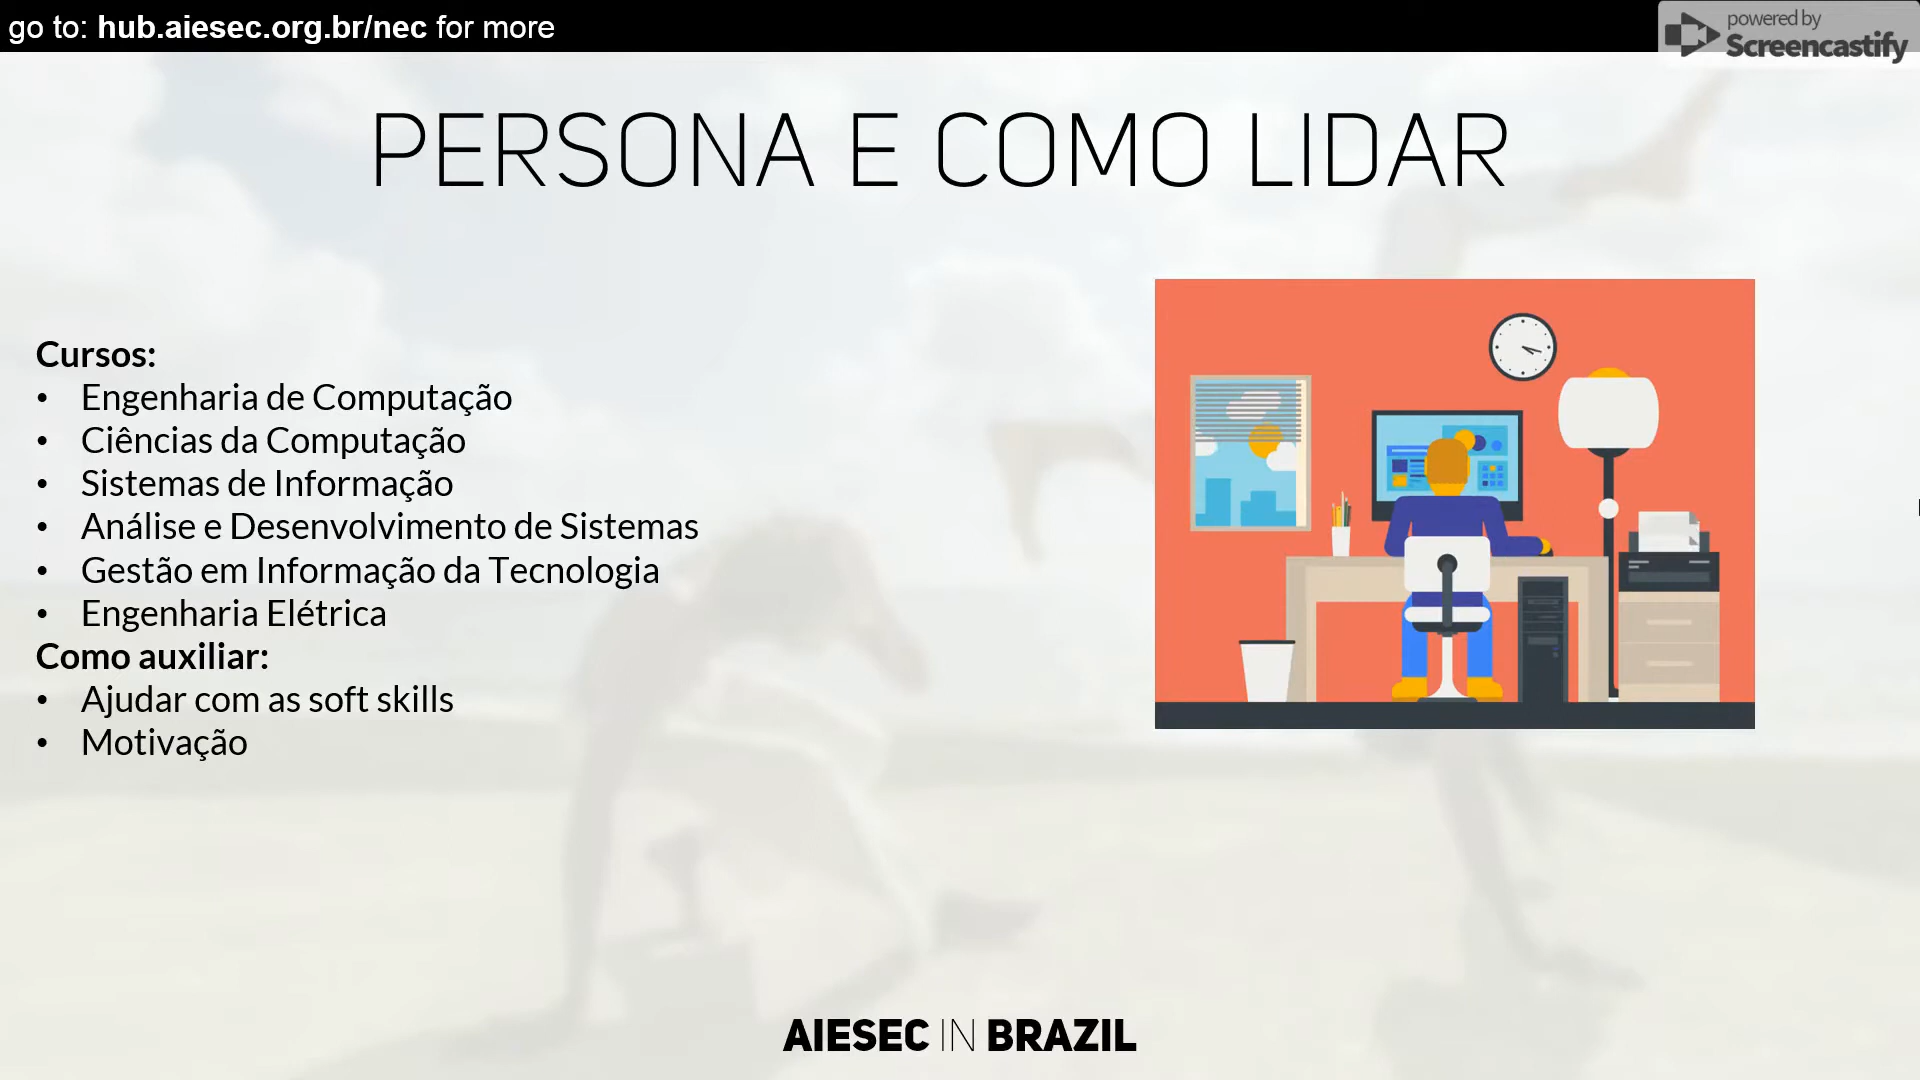 go to: hub.aiesec.org.br/nec for more
powered by
Screencastify
PERSONA E COMO LIDAR
Cursos:
• Engenharia de Computação
• Ciências da Computação
• Sistemas de Informação
• Análise e Desenvolvimento de Sistemas
• Gestão em Informação da Tecnologia
• Engenharia Elétrica
Como auxiliar:
• Ajudar com as soft skills
• Motivação
AIESEC IN BRAZIL